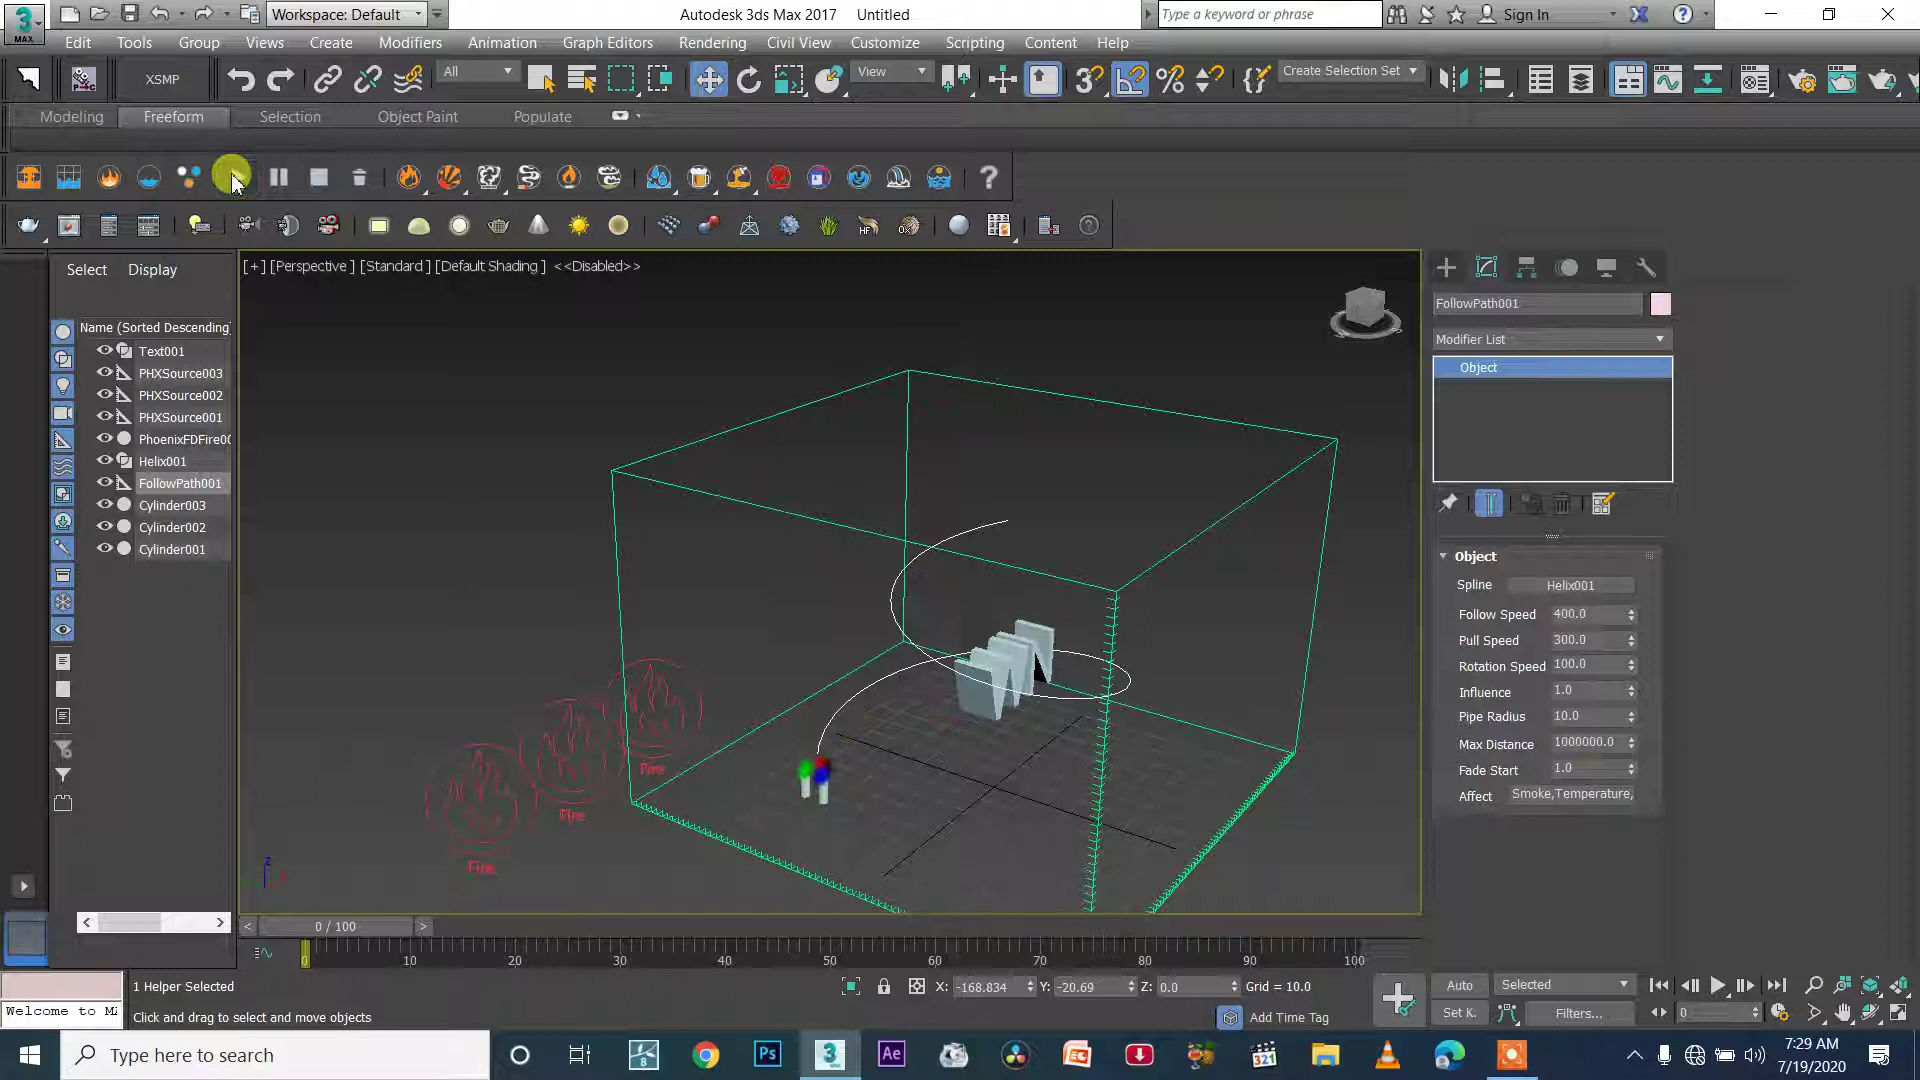 3
MAX
Workspace: Default
Autodesk 3ds Max 2017 Untitled
Type a keyword or phrase
Sign In
Edit Tools Group Views Create Modifiers Animation Graph Editors Rendering Civil View Customize Scripting Content Help
XSMP
All
View
Create Selection Set
Modeling Freeform Selection Object Paint Populate
Select Display
[+] [Perspective ] [Standard ] [Default Shading ] <<Disabled>>
Name (Sorted Descending)
Text001
PHXSource003
PHXSource002
PHXSource001
PhoenixFDFire00
Helix001
FollowPath001
Cylinder003
Cylinder002
Cylinder001
Fire
Fire
Fire
FollowPath001
Modifier List
Object
Object
Spline Helix001
Follow Speed 400.0
Pull Speed 300.0
Rotation Speed 100.0
Influence 1.0
Pipe Radius 10.0
Max Distance 1000000.0
Fade Start 1.0
Affect Smoke,Temperature,
0 / 100
0 10 20 30 40 50 60 70 80 90 100
1 Helper Selected
X: -168.834 Y: -20.69 Z: 0.0 Grid = 10.0
Auto Selected
Welcome to MA
Click and drag to select and move objects
Add Time Tag
Set K. Filters... 0
Type here to search
7:29 AM
7/19/2020